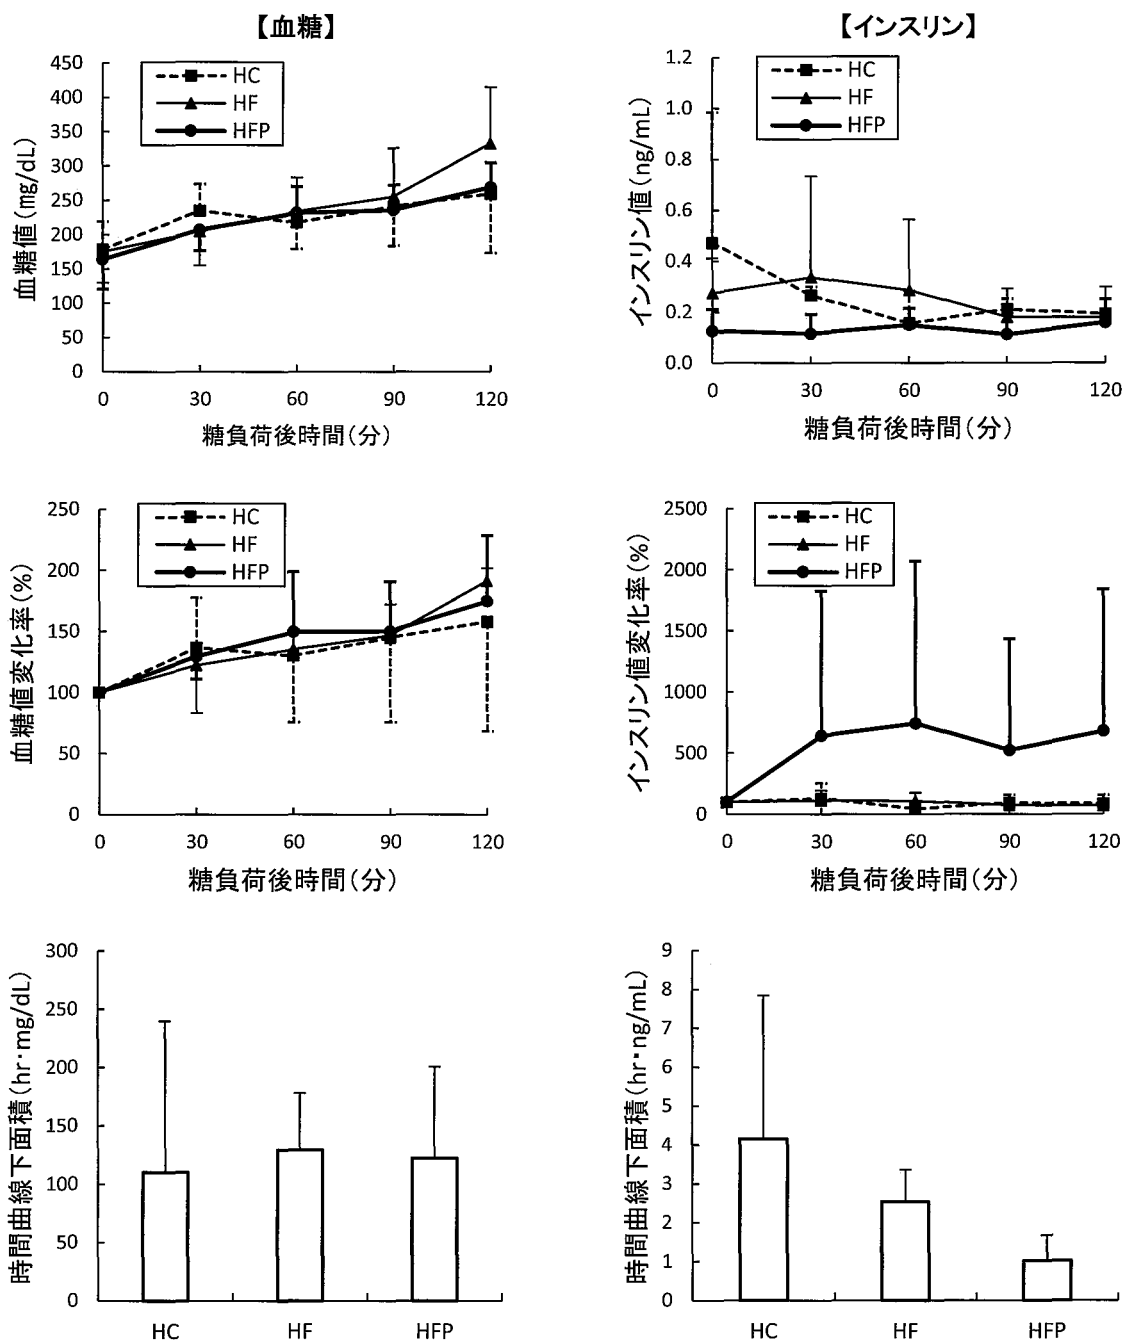 【血糖】
450
400
350
300
250
200
150
100
50
0
血糖値(mg/dL)
HC
HF
HFP
0 30 60 90 120
糖負荷後時間(分)
【インスリン】
1.2
1.0
0.8
0.6
0.4
0.2
0.0
インスリン値(ng/mL)
HC
HF
HFP
0 30 60 90 120
糖負荷後時間(分)
250
200
150
100
50
0
血糖値変化率(%)
HC
HF
HFP
0 30 60 90 120
糖負荷後時間(分)
2500
2000
1500
1000
500
0
インスリン値変化率(%)
HC
HF
HFP
0 30 60 90 120
糖負荷後時間(分)
300
250
200
150
100
50
0
時間曲線下面積(hr·mg/dL)
HC HF HFP
9
8
7
6
5
4
3
2
1
0
時間曲線下面積(hr·ng/mL)
HC HF HFP